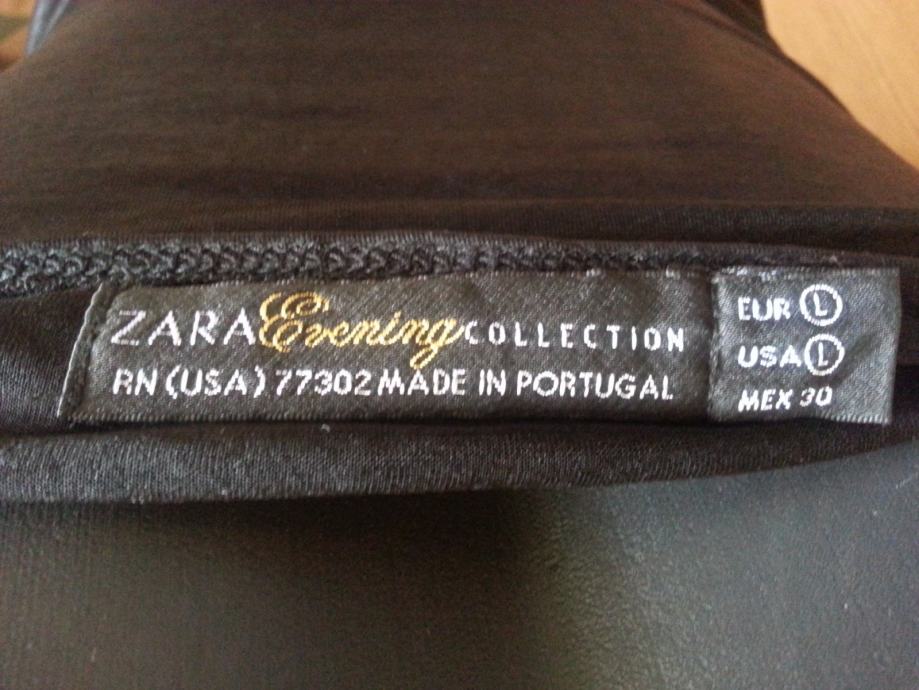 ZARA Evening COLLECTION
RN (USA) 77302 MADE IN PORTUGAL
EUR L
USA L
MEX 30